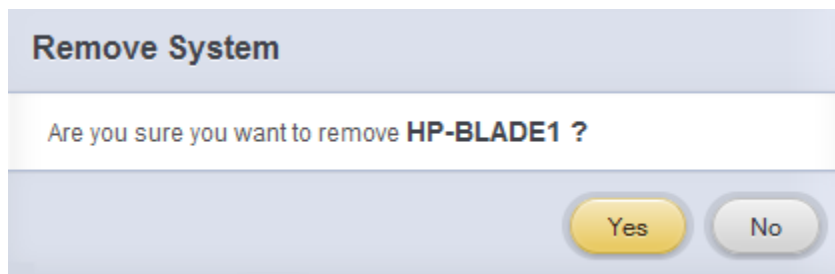 Remove System
Are you sure you want to remove HP-BLADE1 ?
Yes No